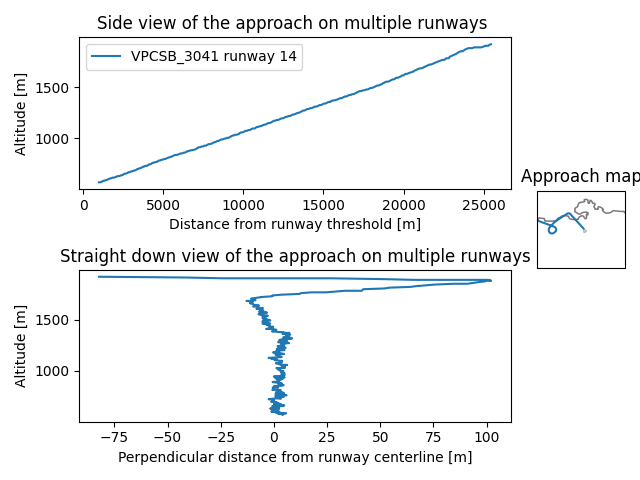 Side view of the approach on multiple runways
VPCSB_3041 runway 14
1500
1000
Altitude [m]
0 5000 10000 15000 20000 25000
Distance from runway threshold [m]
Approach map
Straight down view of the approach on multiple runways
1500
1000
Altitude [m]
−75 −50 −25 0 25 50 75 100
Perpendicular distance from runway centerline [m]